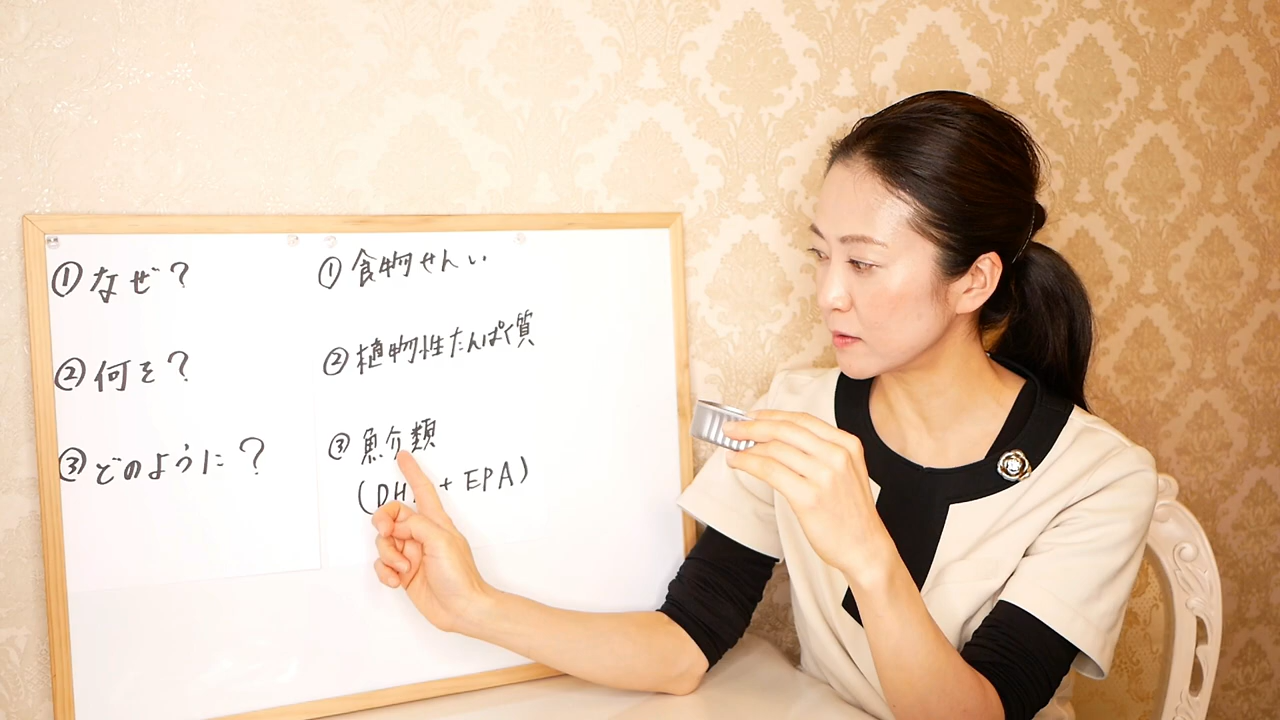 ①なぜ?
②何を?
③どのように?
①食物せんい
②植物性たんぱく質
③魚介類
(DH + EPA)